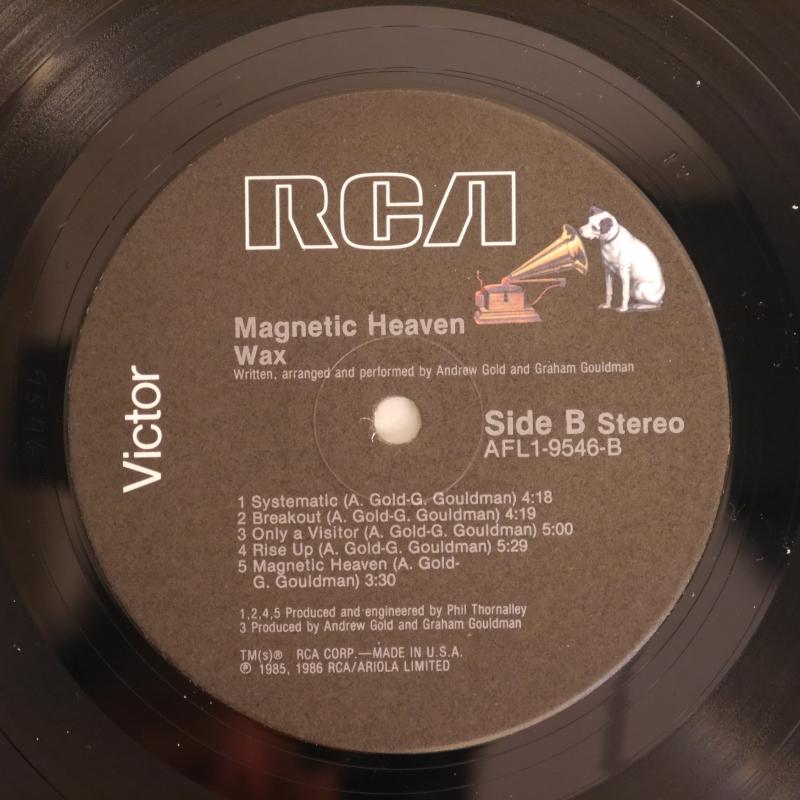 RCA
Magnetic Heaven
Wax
Written, arranged and performed by Andrew Gold and Graham Gouldman
Victor
Side B Stereo
AFL1-9546-B
1 Systematic (A. Gold-G. Gouldman) 4:18
2 Breakout (A. Gold-G. Gouldman) 4:19
3 Only a Visitor (A. Gold-G. Gouldman) 5:00
4 Rise Up (A. Gold-G. Gouldman) 5:29
5 Magnetic Heaven (A. Gold-
G. Gouldman) 3:30
1,2,4,5 Produced and engineered by Phil Thornalley
3 Produced by Andrew Gold and Graham Gouldman
TM(s)® RCA CORP.—MADE IN U.S.A.
℗ 1985, 1986 RCA/ARIOLA LIMITED